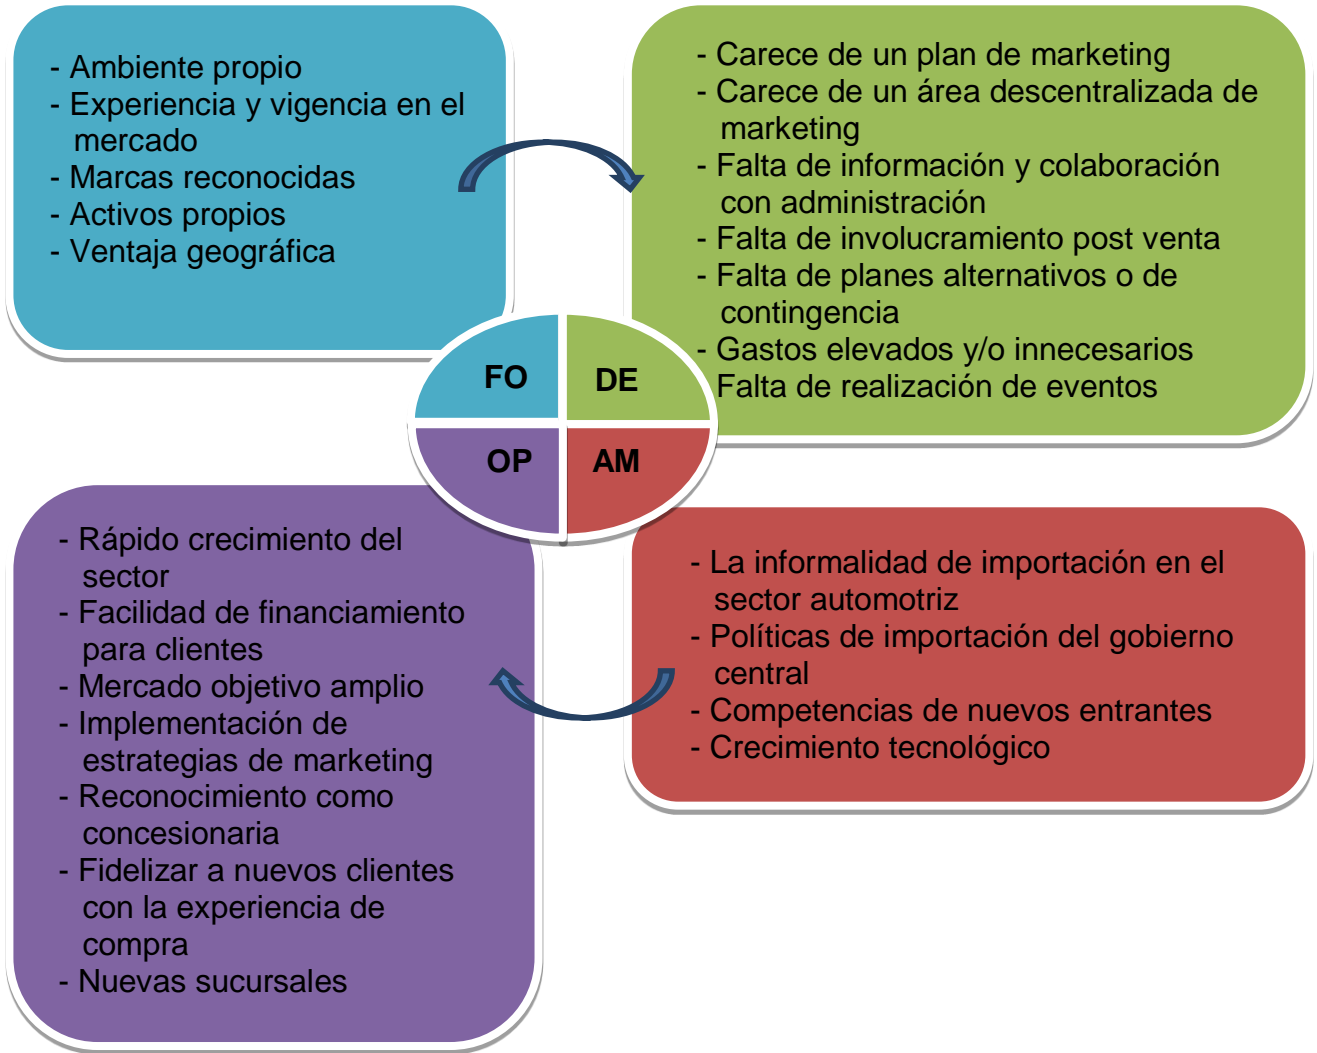 - Ambiente propio
- Experiencia y vigencia en el
mercado
- Marcas reconocidas
- Activos propios
- Ventaja geográfica
- Carece de un plan de marketing
- Carece de un área descentralizada de
marketing
- Falta de información y colaboración
con administración
- Falta de involucramiento post venta
- Falta de planes alternativos o de
contingencia
- Gastos elevados y/o innecesarios
Falta de realización de eventos
FO
DE
OP
AM
- Rápido crecimiento del
sector
- Facilidad de financiamiento
para clientes
- Mercado objetivo amplio
- Implementación de
estrategias de marketing
- Reconocimiento como
concesionaria
- Fidelizar a nuevos clientes
con la experiencia de
compra
- Nuevas sucursales
- La informalidad de importación en el
sector automotriz
- Políticas de importación del gobierno
central
- Competencias de nuevos entrantes
- Crecimiento tecnológico